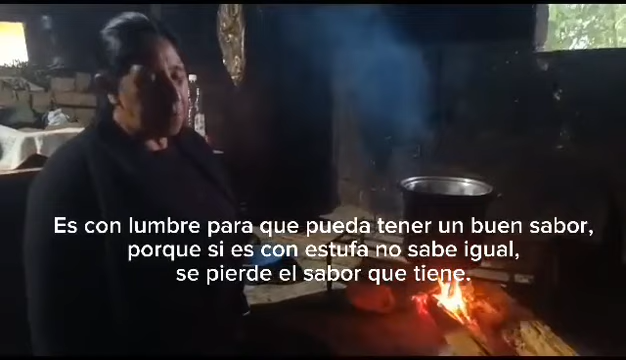 Es con lumbre para que pueda tener un buen sabor,
porque si es con estufa no sabe igual,
se pierde el sabor que tiene.